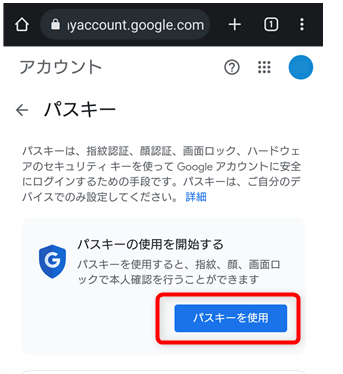 myaccount.google.com
1
アカウント
パスキー
パスキーは、指紋認証、顔認証、画面ロック、ハードウェ
アのセキュリティ キーを使って Google アカウントに安全
にログインするための手段です。パスキーは、ご自分のデ
バイスでのみ設定してください。 詳細
パスキーの使用を開始する
パスキーを使用すると、指紋、顔、画面ロ
ックで本人確認を行うことができます
パスキーを使用